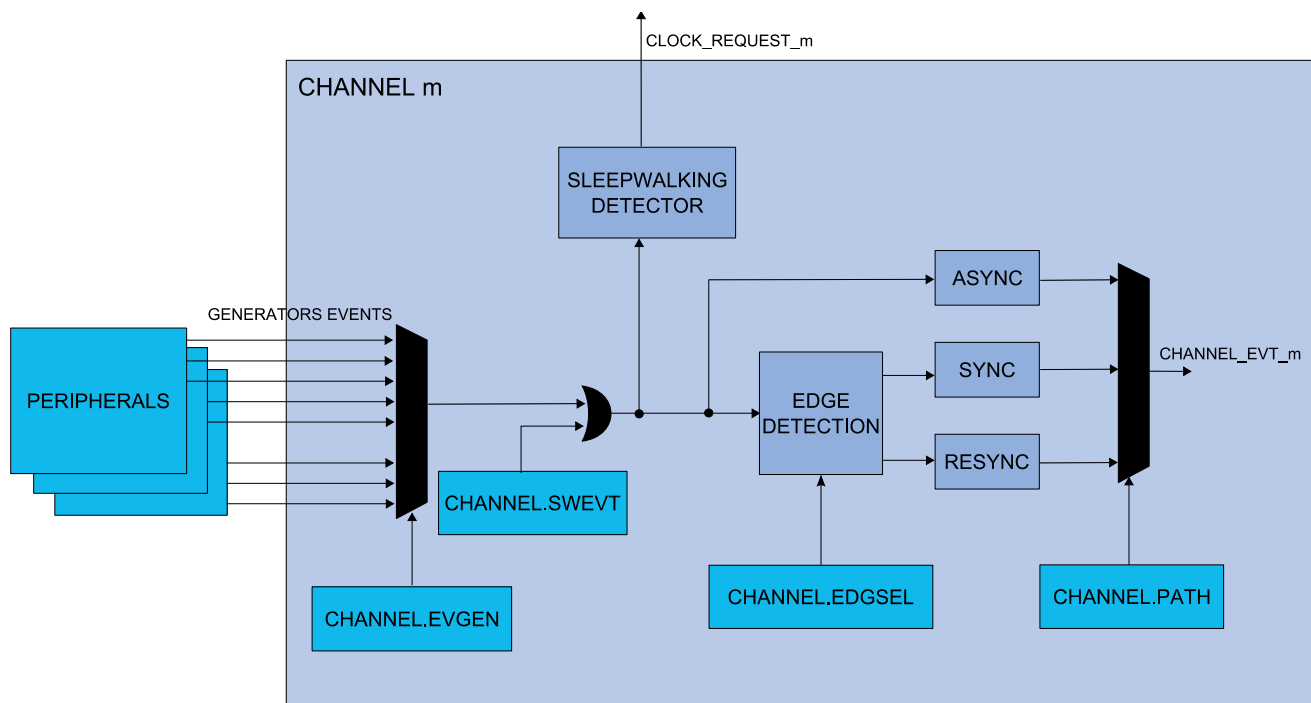 CLOCK_REQUEST_m
CHANNEL m
SLEEPWALKING
DETECTOR
ASYNC
GENERATORS EVENTS
PERIPHERALS
EDGE
DETECTION
SYNC
CHANNEL_EVT_m
RESYNC
CHANNEL.SWEVT
CHANNEL.EVGEN
CHANNEL.EDGSEL
CHANNEL.PATH